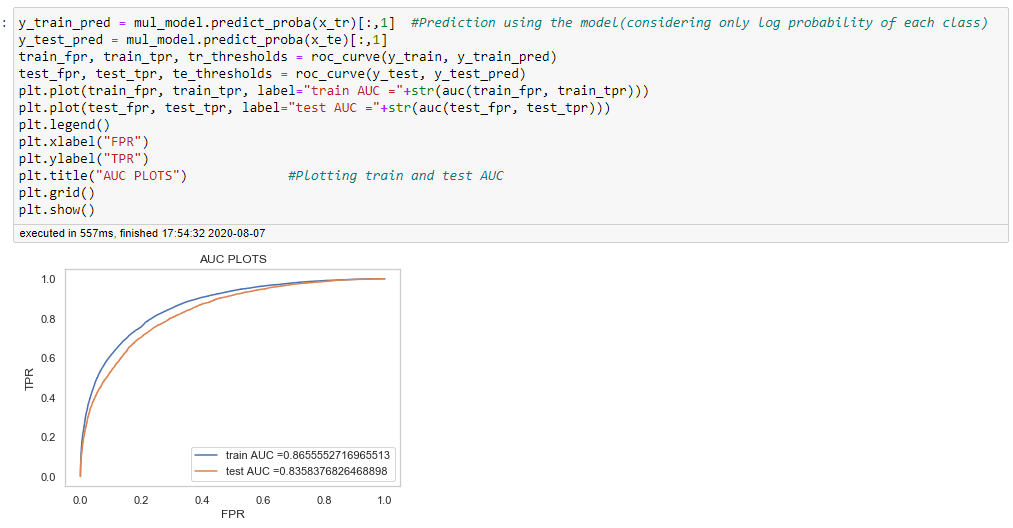 :
y_train_pred = mul_model.predict_proba(x_tr)[:,1]  #Prediction using the model(considering only log probability of each class)
y_test_pred = mul_model.predict_proba(x_te)[:,1]
train_fpr, train_tpr, tr_thresholds = roc_curve(y_train, y_train_pred)
test_fpr, test_tpr, te_thresholds = roc_curve(y_test, y_test_pred)
plt.plot(train_fpr, train_tpr, label="train AUC ="+str(auc(train_fpr, train_tpr)))
plt.plot(test_fpr, test_tpr, label="test AUC ="+str(auc(test_fpr, test_tpr)))
plt.legend()
plt.xlabel("FPR")
plt.ylabel("TPR")
plt.title("AUC PLOTS")             #Plotting train and test AUC
plt.grid()
plt.show()
executed in 557ms, finished 17:54:32 2020-08-07
AUC PLOTS
1.0
0.8
0.6
0.4
0.2
0.0
TPR
train AUC =0.8655552716965513
test AUC =0.8358376826468898
0.0 0.2 0.4 0.6 0.8 1.0
FPR